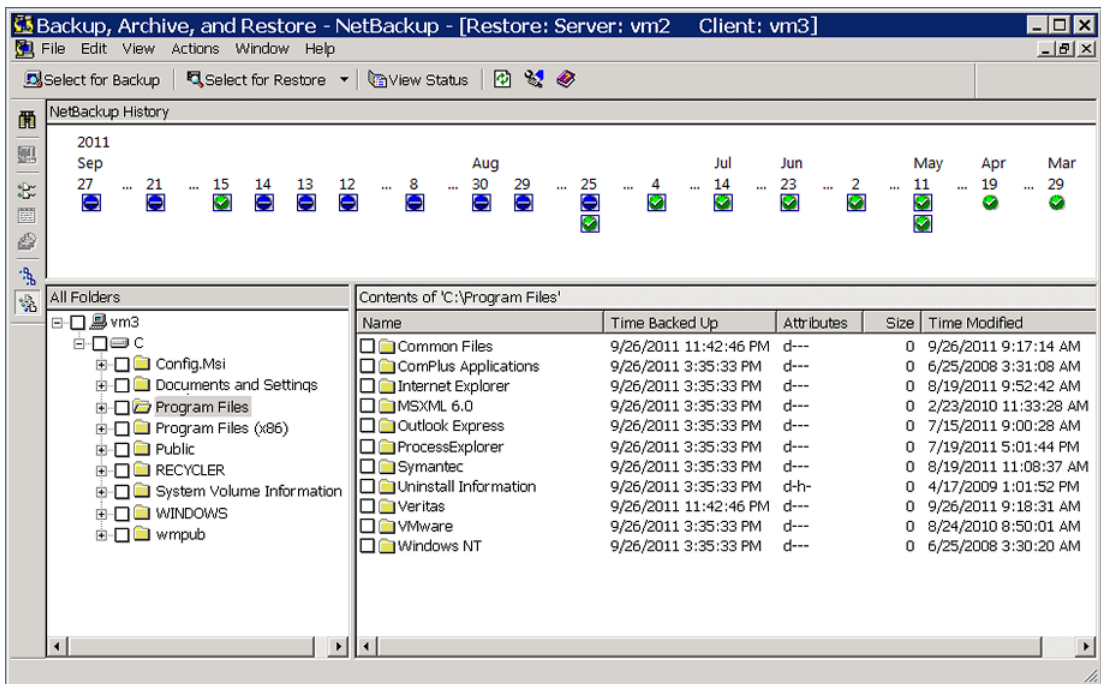 Backup, Archive, and Restore - NetBackup - [Restore: Server: vm2 Client: vm3]
File Edit View Actions Window Help
Select for Backup Select for Restore View Status
NetBackup History
2011
Sep Aug Jul Jun May Apr Mar
27 ... 21 ... 15 14 13 12 ... 8 ... 30 29 ... 25 ... 4 ... 14 ... 23 ... 2 ... 11 ... 19 ... 29
All Folders
vm3
C
Config.Msi
Documents and Settings
Program Files
Program Files (x86)
Public
RECYCLER
System Volume Information
WINDOWS
wmpub
Contents of 'C:\Program Files'
Name Time Backed Up Attributes Size Time Modified
Common Files 9/26/2011 11:42:46 PM d--- 0 9/26/2011 9:17:14 AM
ComPlus Applications 9/26/2011 3:35:33 PM d--- 0 6/25/2008 3:31:08 AM
Internet Explorer 9/26/2011 3:35:33 PM d--- 0 8/19/2011 9:52:42 AM
MSXML 6.0 9/26/2011 3:35:33 PM d--- 0 2/23/2010 11:33:28 AM
Outlook Express 9/26/2011 3:35:33 PM d--- 0 7/15/2011 9:00:28 AM
ProcessExplorer 9/26/2011 3:35:33 PM d--- 0 7/19/2011 5:01:44 PM
Symantec 9/26/2011 3:35:33 PM d--- 0 8/19/2011 11:08:37 AM
Uninstall Information 9/26/2011 3:35:33 PM d-h- 0 4/17/2009 1:01:52 PM
Veritas 9/26/2011 11:42:46 PM d--- 0 9/26/2011 9:18:31 AM
VMware 9/26/2011 3:35:33 PM d--- 0 8/24/2010 8:50:01 AM
Windows NT 9/26/2011 3:35:33 PM d--- 0 6/25/2008 3:30:20 AM